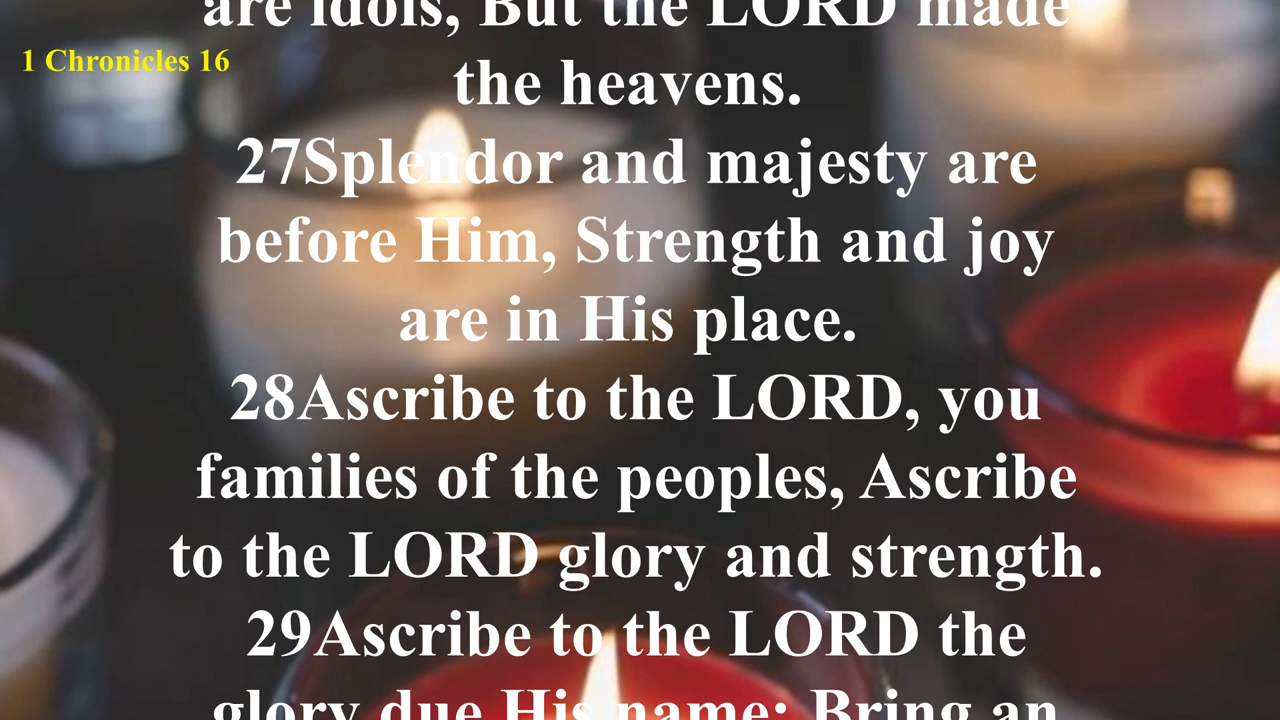 are idols, But the LORD made
1 Chronicles 16
the heavens.
27Splendor and majesty are
before Him, Strength and joy
are in His place.
28Ascribe to the LORD, you
families of the peoples, Ascribe
to the LORD glory and strength.
29Ascribe to the LORD the
glory due His name; Bring an